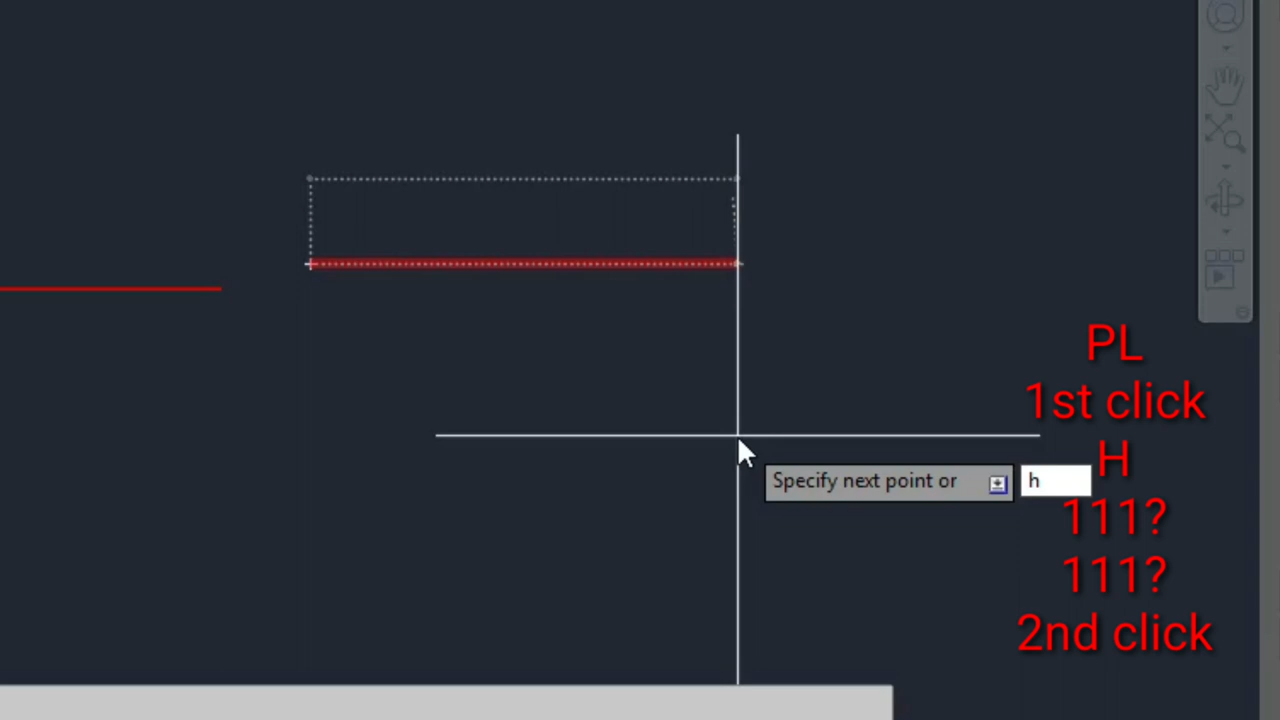 PL
1st click
Specify next point or
h
H
111?
111?
2nd click